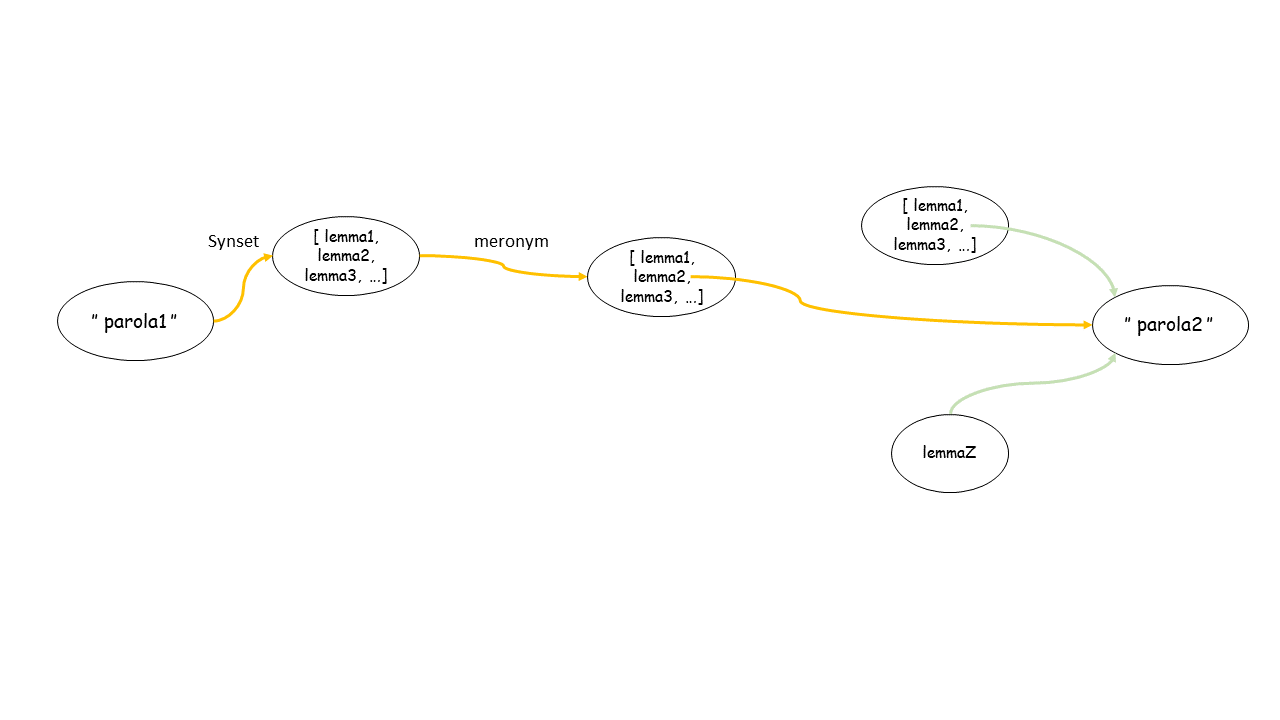 " parola1 "
Synset
[ lemma1,
lemma2,
lemma3, ...]
meronym
[ lemma1,
lemma2,
lemma3, ...]
[ lemma1,
lemma2,
lemma3, ...]
" parola2 "
lemmaZ